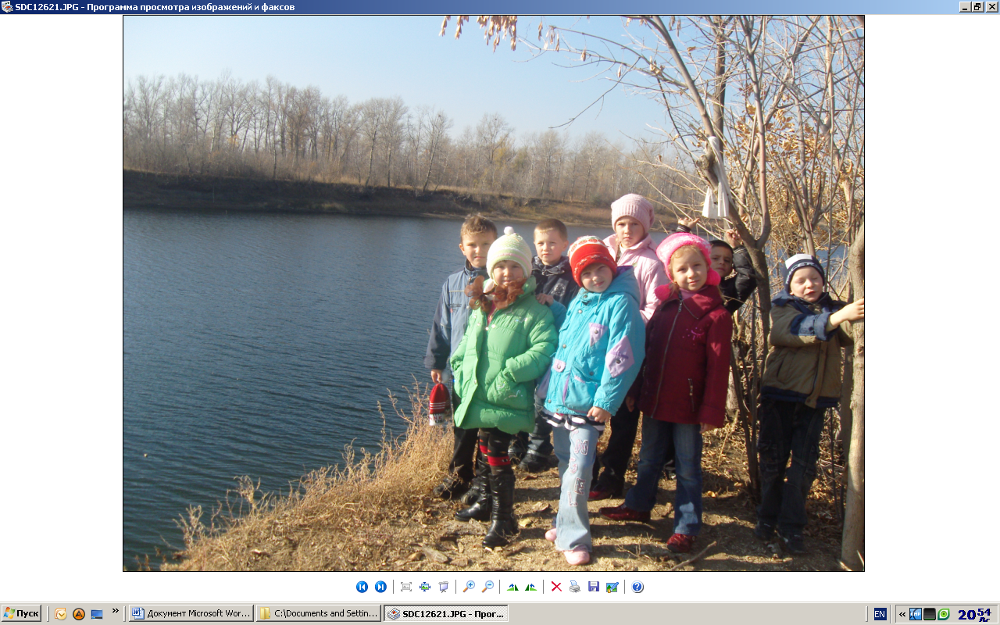 SDC12621.JPG - Программа просмотра изображений и факсов
Пуск
»
Документ Microsoft Wor...
C:\Documents and Settin...
SDC12621.JPG - Прог...
EN
«
KMP
20 54